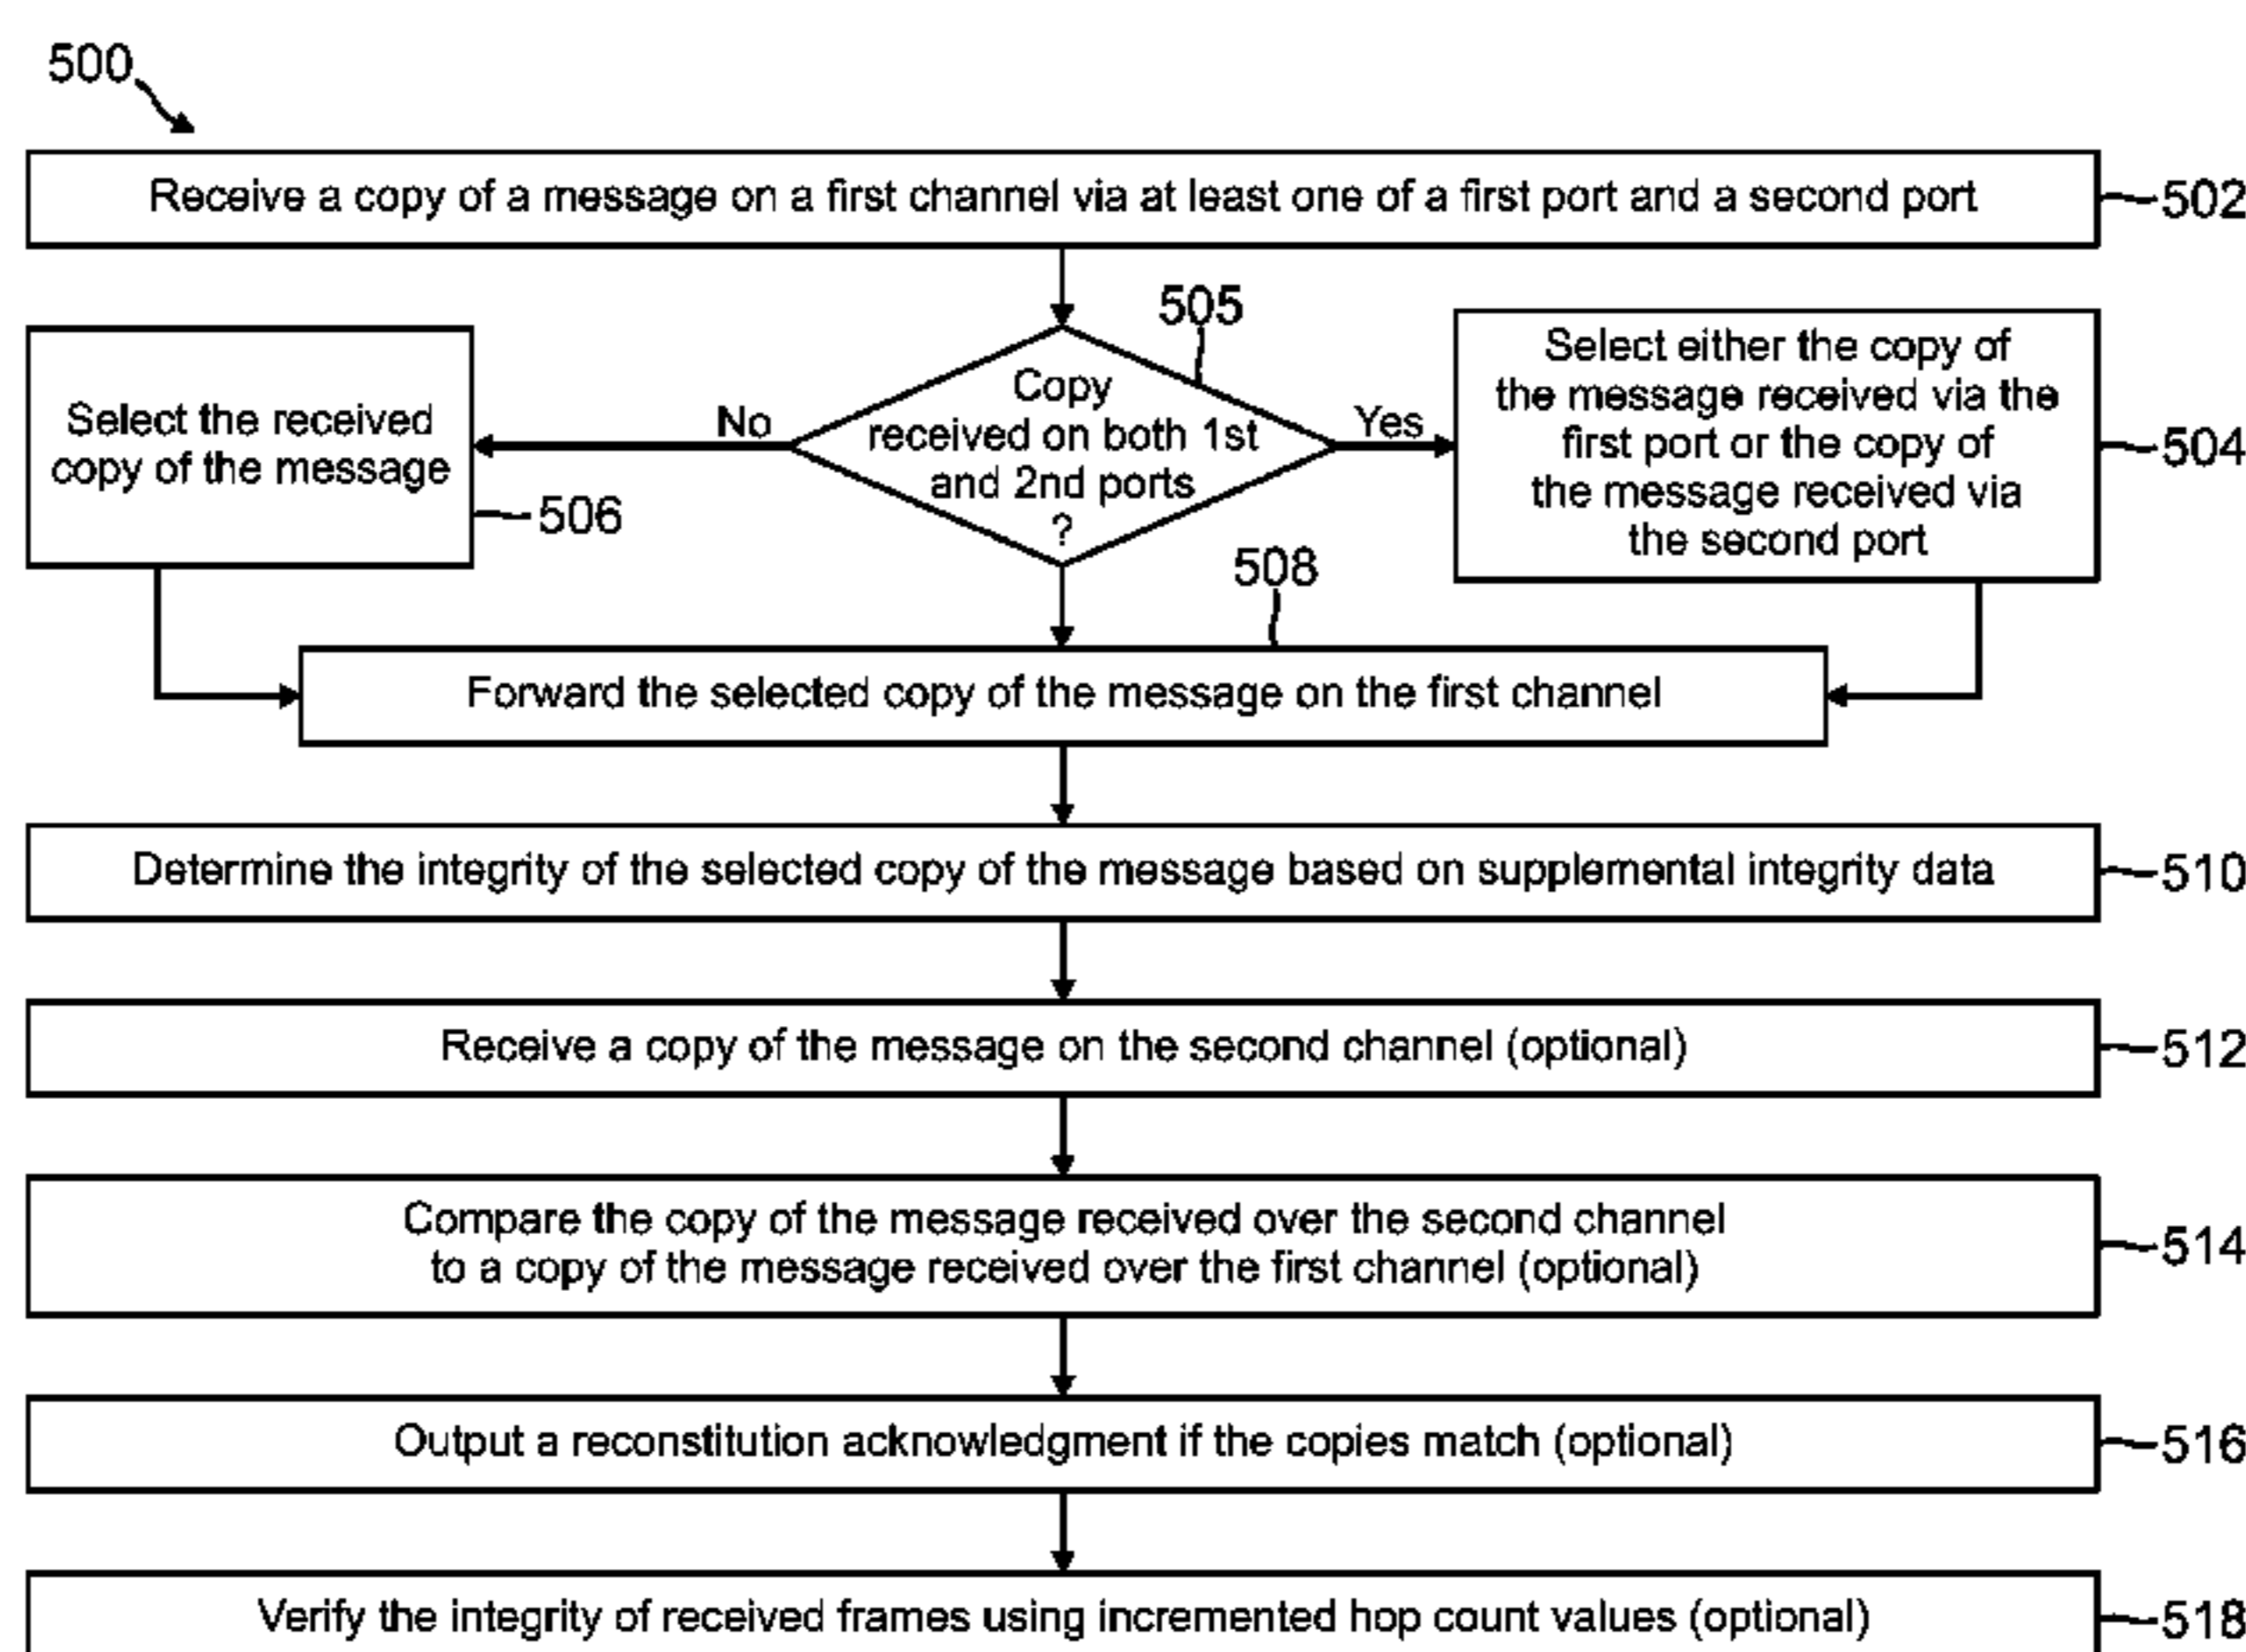 500
Receive a copy of a message on a first channel via at least one of a first port and a second port
502
505
Select the received
copy of the message
506
No
Copy
received on both 1st
and 2nd ports
?
Yes
Select either the copy of
the message received via the
first port or the copy of
the message received via
the second port
504
508
Forward the selected copy of the message on the first channel
Determine the integrity of the selected copy of the message based on supplemental integrity data
510
Receive a copy of the message on the second channel (optional)
512
Compare the copy of the message received over the second channel
to a copy of the message received over the first channel (optional)
514
Output a reconstitution acknowledgment if the copies match (optional)
516
Verify the integrity of received frames using incremented hop count values (optional)
518